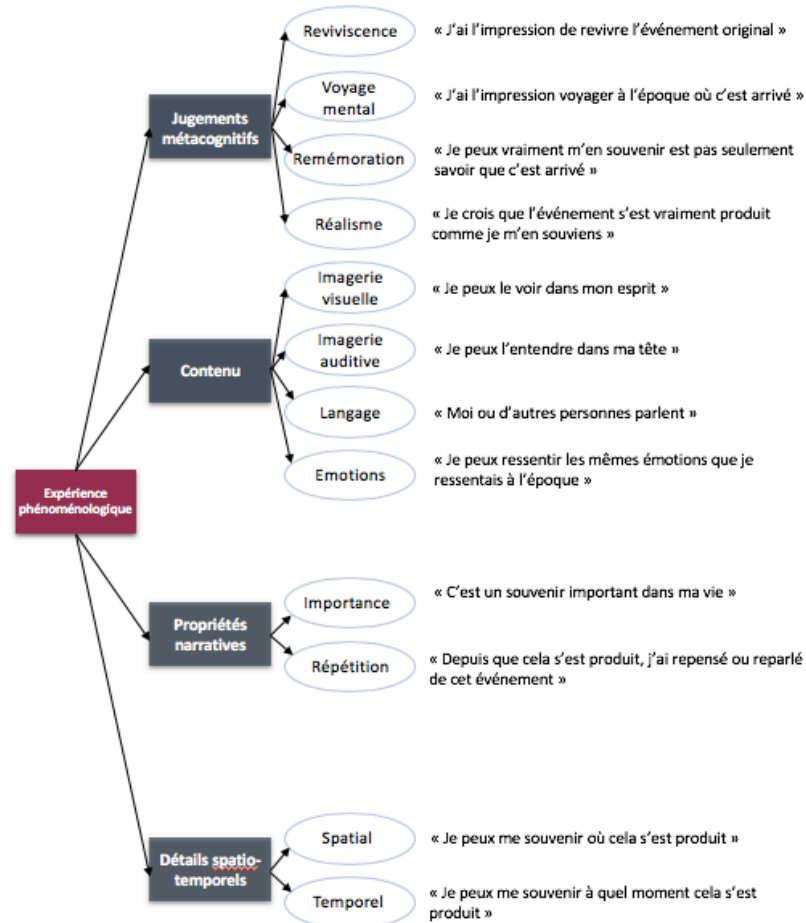 Reviviscence
« J'ai l'impression de revivre l'événement original »
Voyage
mental
« J'ai l'impression voyager à l'époque où c'est arrivé »
Jugements
métacognitifs
Remémoration
« Je peux vraiment m'en souvenir est pas seulement
savoir que c'est arrivé »
Réalisme
« Je crois que l'événement s'est vraiment produit
comme je m'en souviens »
Imagerie
visuelle
« Je peux le voir dans mon esprit »
Imagerie
auditive
« Je peux l'entendre dans ma tête »
Contenu
Langage
« Moi ou d'autres personnes parlent »
Emotions
« Je peux ressentir les mêmes émotions que je
ressentais à l'époque »
Expérience
phénoménologique
Importance
« C'est un souvenir important dans ma vie »
Propriétés
narratives
Répétition
« Depuis que cela s'est produit, j'ai repensé ou reparlé
de cet événement »
Spatial
« Je peux me souvenir où cela s'est produit »
Détails spatio-
temporels
Temporel
« Je peux me souvenir à quel moment cela s'est
produit »